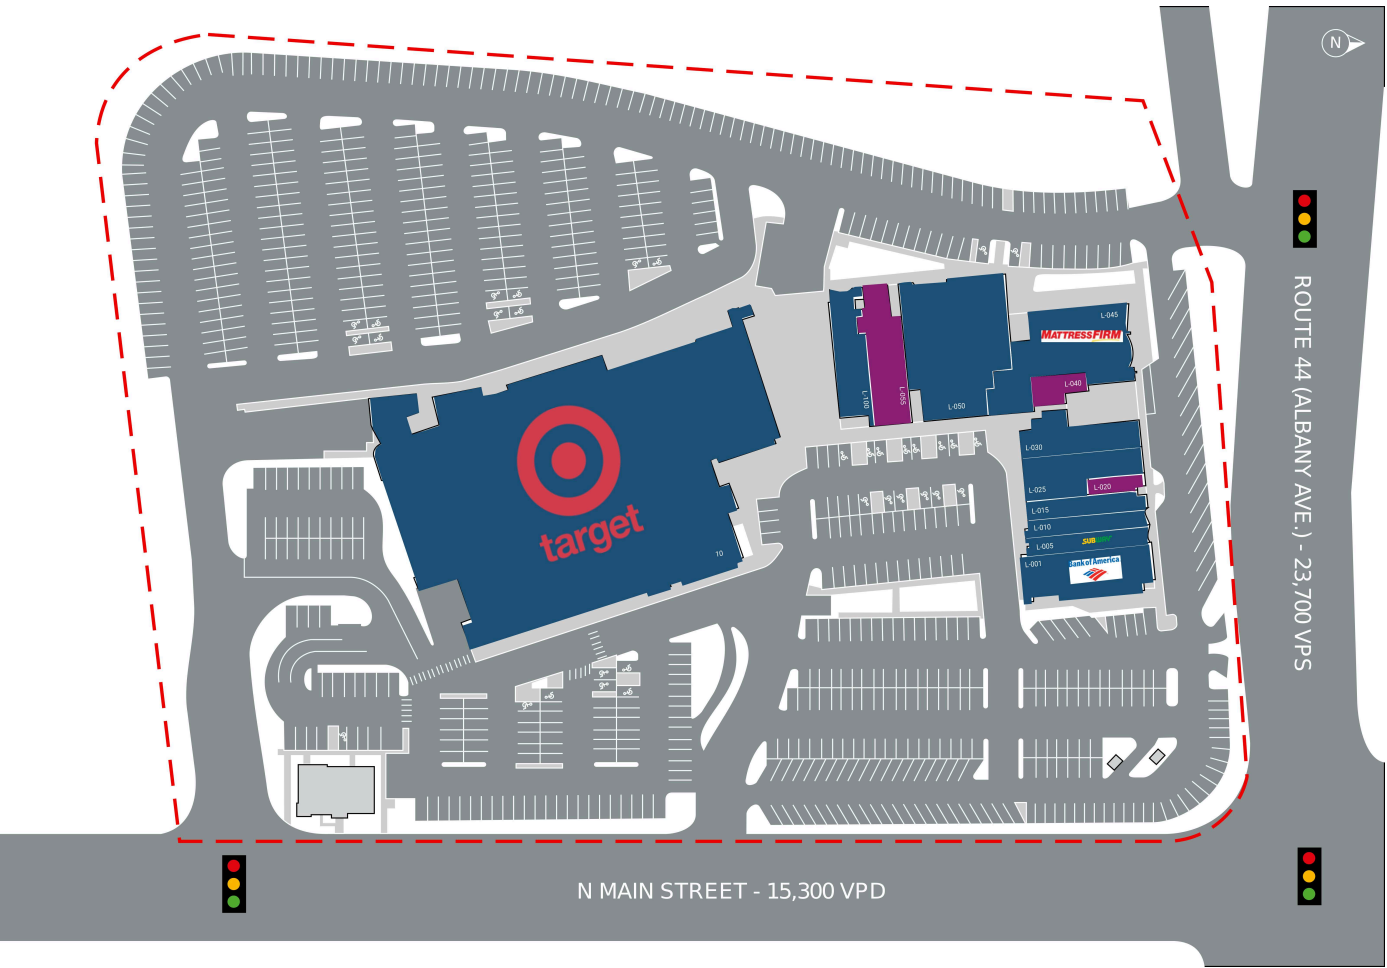 N
ROUTE 44 (ALBANY AVE.) - 23,700 VPS
L-045
MATTRESSFIRM
L-040
L-055
L-100
L-050
L-030
L-025
L-020
L-015
L-010
L-005
SUBWAY
L-001
Bank of America
target
10
N MAIN STREET - 15,300 VPD